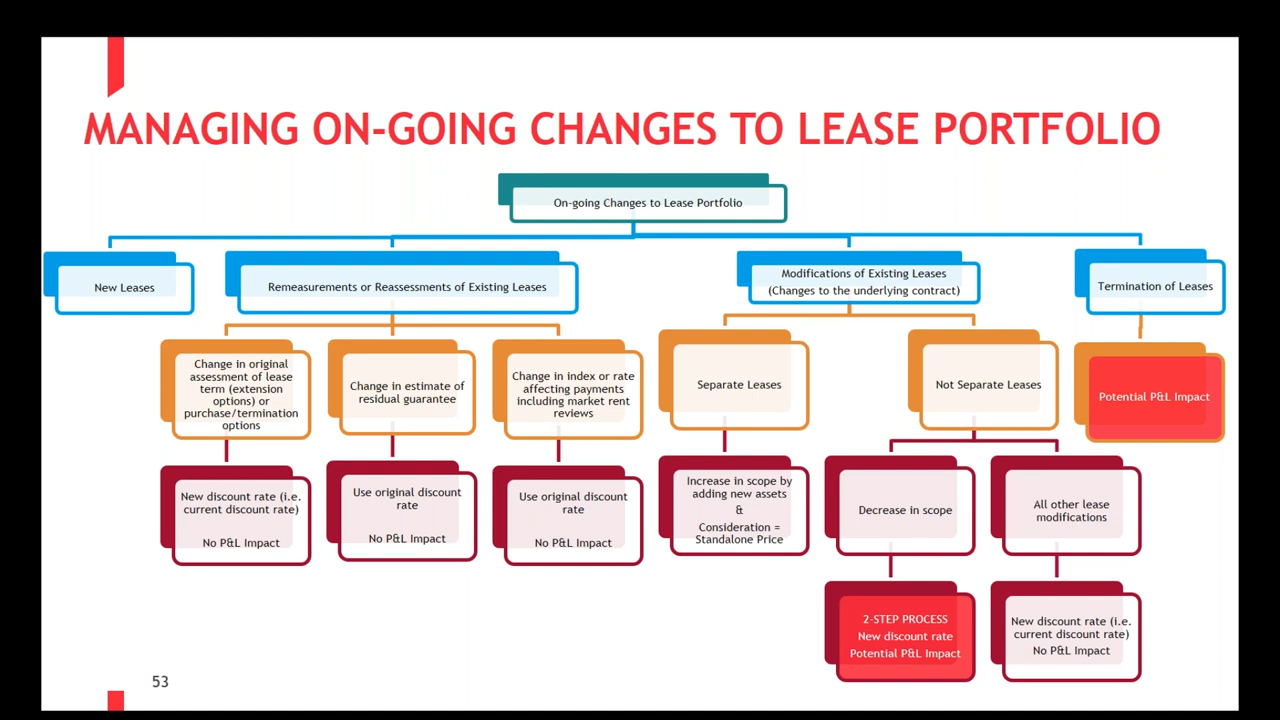 MANAGING ON-GOING CHANGES TO LEASE PORTFOLIO
On-going Changes to Lease Portfolio
New Leases
Remeasurements or Reassessments of Existing Leases
Modifications of Existing Leases
(Changes to the underlying contract)
Termination of Leases
Change in original
assessment of lease
term (extension
options) or
purchase/termination
options
Change in estimate of
residual guarantee
Change in index or rate
affecting payments
including market rent
reviews
Separate Leases
Not Separate Leases
Potential P&L Impact
New discount rate (i.e.
current discount rate)
No P&L Impact
Use original discount
rate
No P&L Impact
Use original discount
rate
No P&L Impact
Increase in scope by
adding new assets
&
Consideration =
Standalone Price
Decrease in scope
All other lease
modifications
2-STEP PROCESS
New discount rate
Potential P&L Impact
New discount rate (i.e.
current discount rate)
No P&L Impact
53